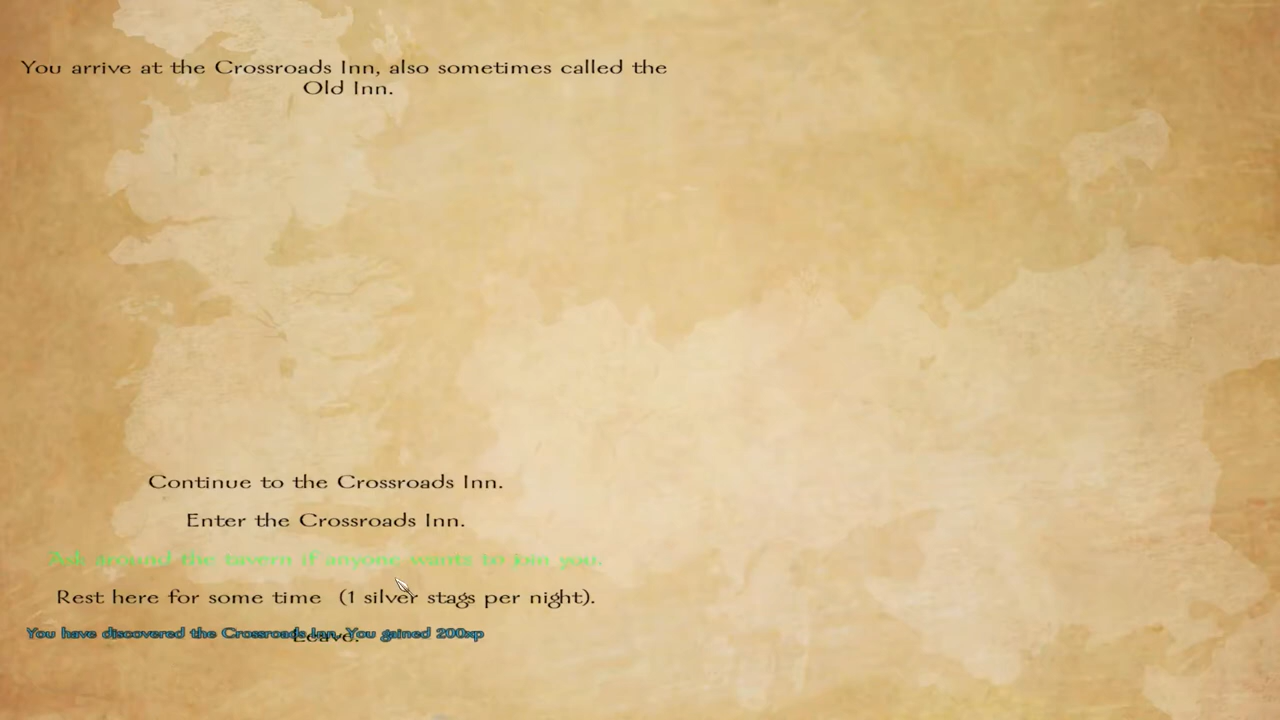 You arrive at the Crossroads Inn, also sometimes called the
Old Inn.
Continue to the Crossroads Inn.
Enter the Crossroads Inn.
Ask around the tavern if anyone wants to join you.
Rest here for some time (1 silver stags per night).
You have discovered the Crossroads Inn. You gained 200xp
Leave.